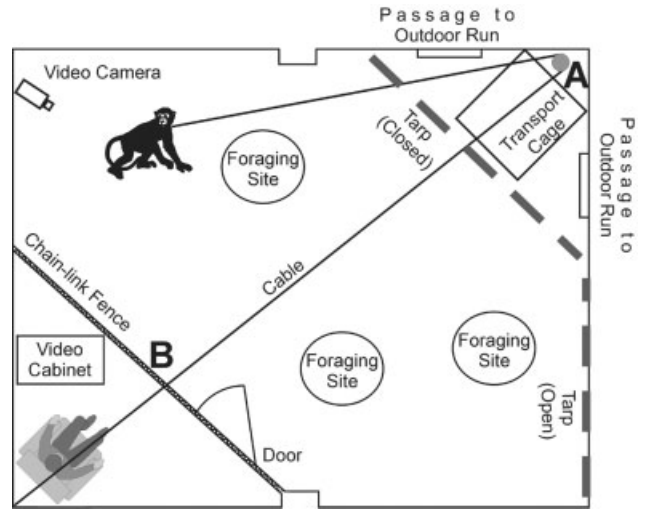 Passage to
Outdoor Run
Video Camera
A
Tarp
(Closed)
Transport
Cage
Passage to
Outdoor Run
Foraging
Site
Chain-link Fence
Cable
Video
Cabinet
B
Foraging
Site
Foraging
Site
Tarp
(Open)
Door